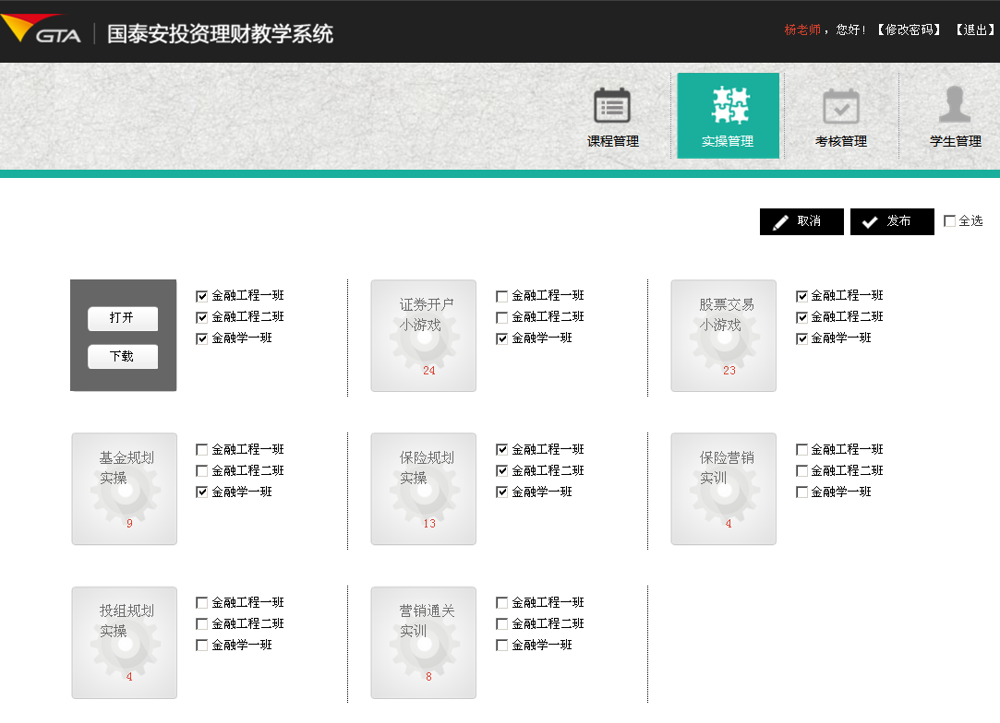 GTA 国泰安投资理财教学系统
杨老师，您好! 【修改密码】 【退出】
课程管理 实操管理 考核管理 学生管理
取消 发布 全选
打开
下载
金融工程一班
金融工程二班
金融学一班
证券开户
小游戏
24
金融工程一班
金融工程二班
金融学一班
股票交易
小游戏
23
金融工程一班
金融工程二班
金融学一班
基金规划
实操
9
金融工程一班
金融工程二班
金融学一班
保险规划
实操
13
金融工程一班
金融工程二班
金融学一班
保险营销
实训
4
金融工程一班
金融工程二班
金融学一班
投组规划
实操
4
金融工程一班
金融工程二班
金融学一班
营销通关
实训
8
金融工程一班
金融工程二班
金融学一班